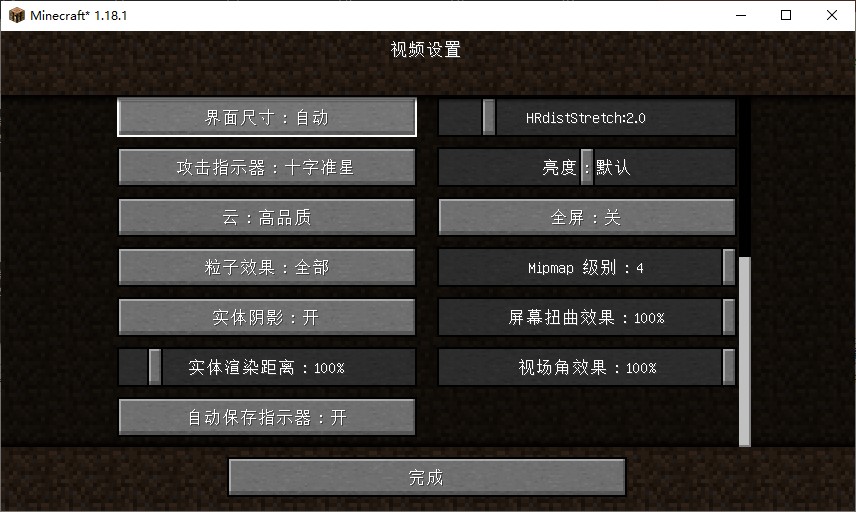 Minecraft* 1.18.1
视频设置
界面尺寸：自动
HRdistStretch:2.0
攻击指示器：十字准星
亮度：默认
云：高品质
全屏：关
粒子效果：全部
Mipmap 级别：4
实体阴影：开
屏幕扭曲效果：100%
实体渲染距离：100%
视场角效果：100%
自动保存指示器：开
完成